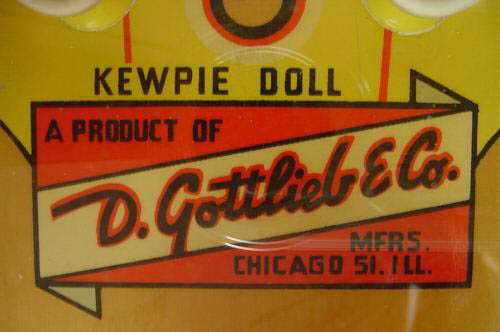 KEWPIE DOLL
A PRODUCT OF
D. Gottlieb & Co.
MFRS.
CHICAGO 51. ILL.